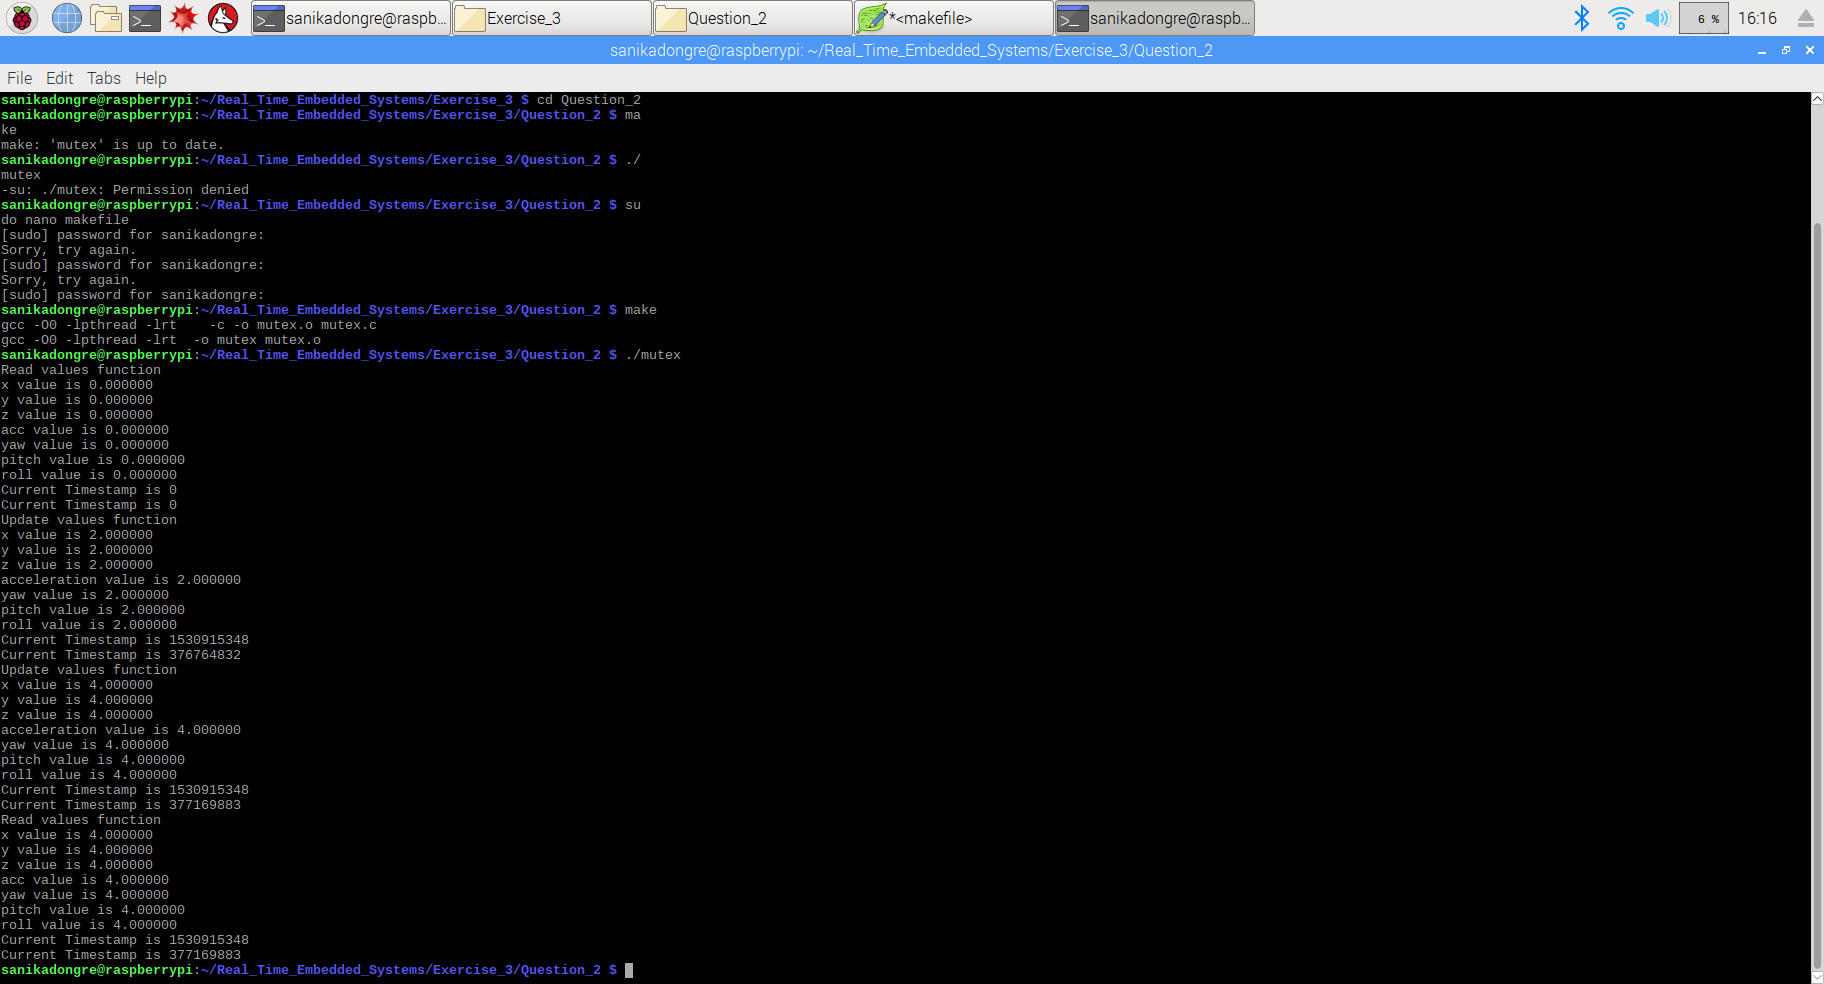 sanikadongre@raspb...
Exercise_3
Question_2
*<makefile>
sanikadongre@raspb...
6 %
16:16
sanikadongre@raspberrypi: ~/Real_Time_Embedded_Systems/Exercise_3/Question_2
File Edit Tabs Help
sanikadongre@raspberrypi:~/Real_Time_Embedded_Systems/Exercise_3 $ cd Question_2
sanikadongre@raspberrypi:~/Real_Time_Embedded_Systems/Exercise_3/Question_2 $ ma
ke
make: 'mutex' is up to date.
sanikadongre@raspberrypi:~/Real_Time_Embedded_Systems/Exercise_3/Question_2 $ ./
mutex
-su: ./mutex: Permission denied
sanikadongre@raspberrypi:~/Real_Time_Embedded_Systems/Exercise_3/Question_2 $ su
do nano makefile
[sudo] password for sanikadongre:
Sorry, try again.
[sudo] password for sanikadongre:
Sorry, try again.
[sudo] password for sanikadongre:
sanikadongre@raspberrypi:~/Real_Time_Embedded_Systems/Exercise_3/Question_2 $ make
gcc -O0 -lpthread -lrt    -c -o mutex.o mutex.c
gcc -O0 -lpthread -lrt  -o mutex mutex.o
sanikadongre@raspberrypi:~/Real_Time_Embedded_Systems/Exercise_3/Question_2 $ ./mutex
Read values function
x value is 0.000000
y value is 0.000000
z value is 0.000000
acc value is 0.000000
yaw value is 0.000000
pitch value is 0.000000
roll value is 0.000000
Current Timestamp is 0
Current Timestamp is 0
Update values function
x value is 2.000000
y value is 2.000000
z value is 2.000000
acceleration value is 2.000000
yaw value is 2.000000
pitch value is 2.000000
roll value is 2.000000
Current Timestamp is 1530915348
Current Timestamp is 376764832
Update values function
x value is 4.000000
y value is 4.000000
z value is 4.000000
acceleration value is 4.000000
yaw value is 4.000000
pitch value is 4.000000
roll value is 4.000000
Current Timestamp is 1530915348
Current Timestamp is 377169883
Read values function
x value is 4.000000
y value is 4.000000
z value is 4.000000
acc value is 4.000000
yaw value is 4.000000
pitch value is 4.000000
roll value is 4.000000
Current Timestamp is 1530915348
Current Timestamp is 377169883
sanikadongre@raspberrypi:~/Real_Time_Embedded_Systems/Exercise_3/Question_2 $